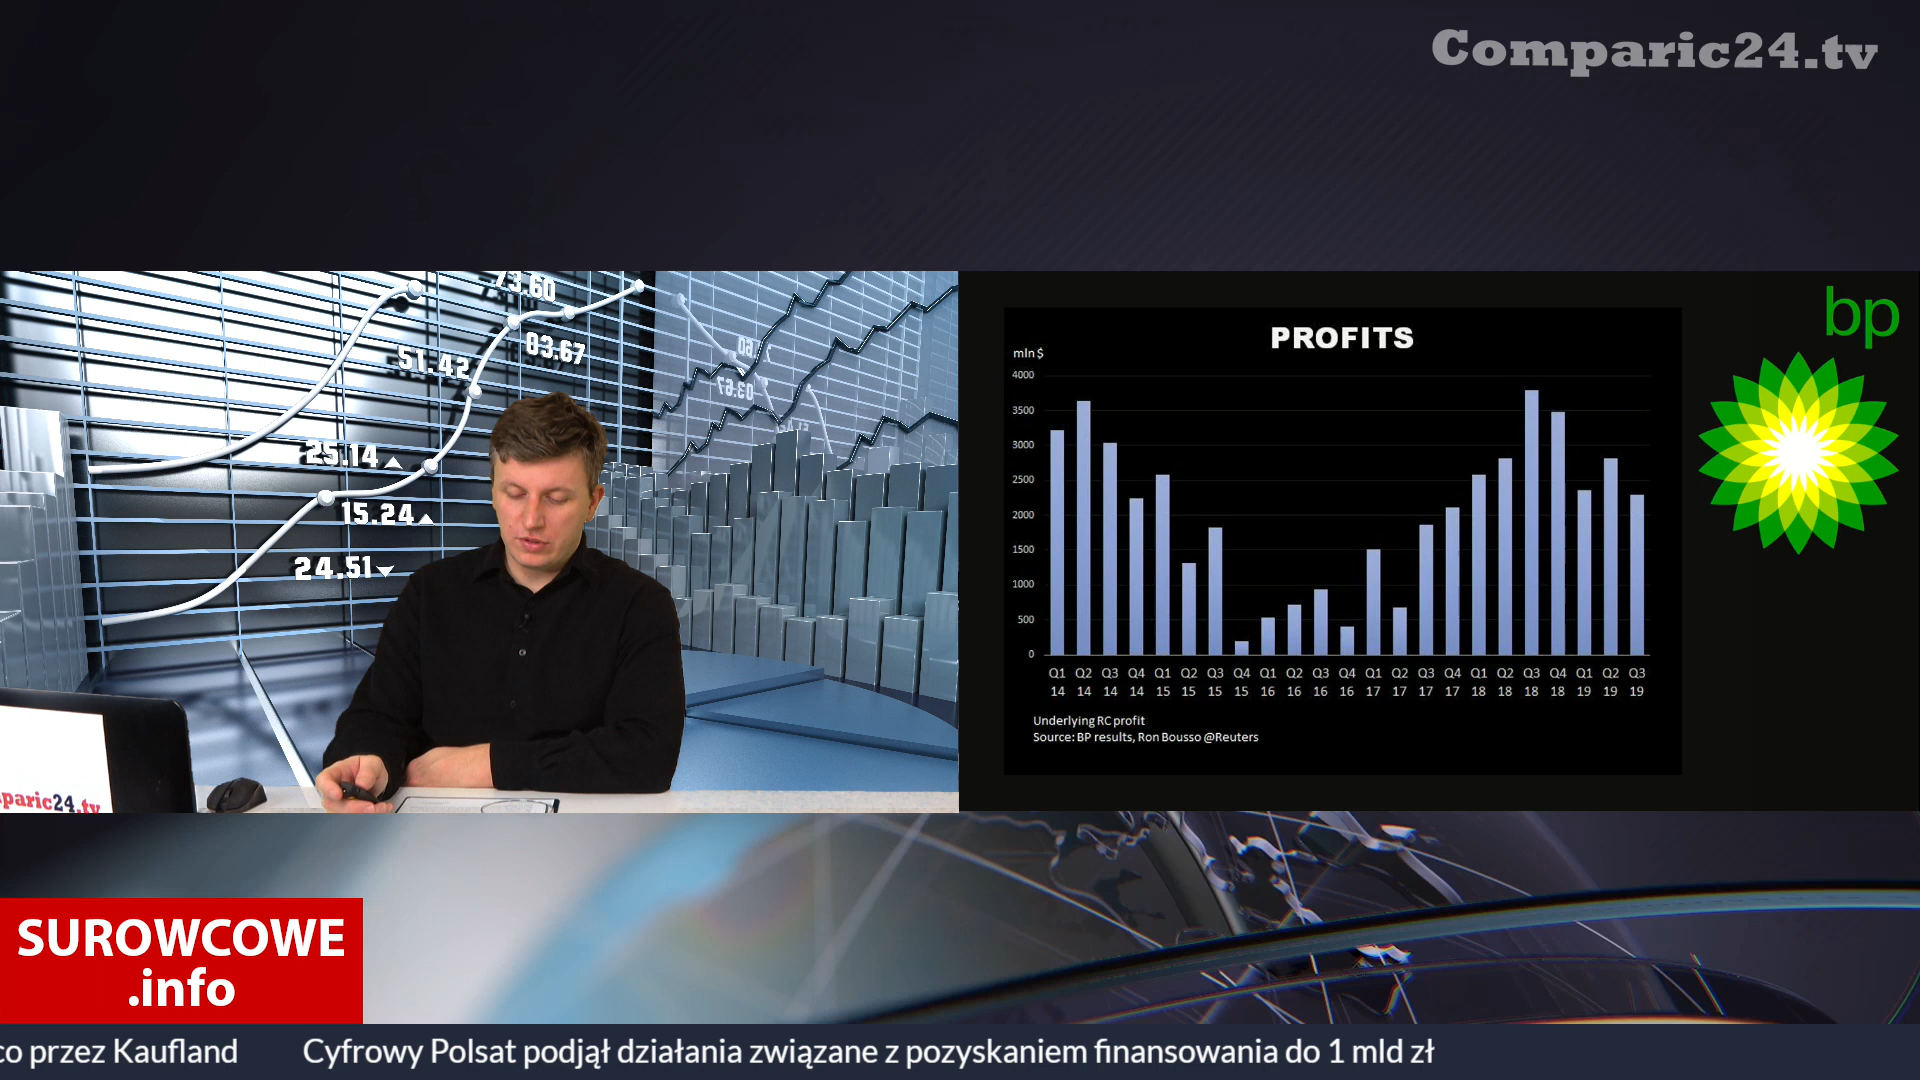 Comparic24.tv
73.60
51.42
83.67
25.14
15.24
24.51
paric24.tv
bp
PROFITS
mln $
4000
3500
3000
2500
2000
1500
1000
500
0
Q1 Q2 Q3 Q4 Q1 Q2 Q3 Q4 Q1 Q2 Q3 Q4 Q1 Q2 Q3 Q4 Q1 Q2 Q3 Q4 Q1 Q2 Q3
14 14 14 14 15 15 15 15 16 16 16 16 17 17 17 17 18 18 18 18 19 19 19
Underlying RC profit
Source: BP results, Ron Bousso @Reuters
SUROWCOWE
.info
co przez Kaufland Cyfrowy Polsat podjął działania związane z pozyskaniem finansowania do 1 mld zł